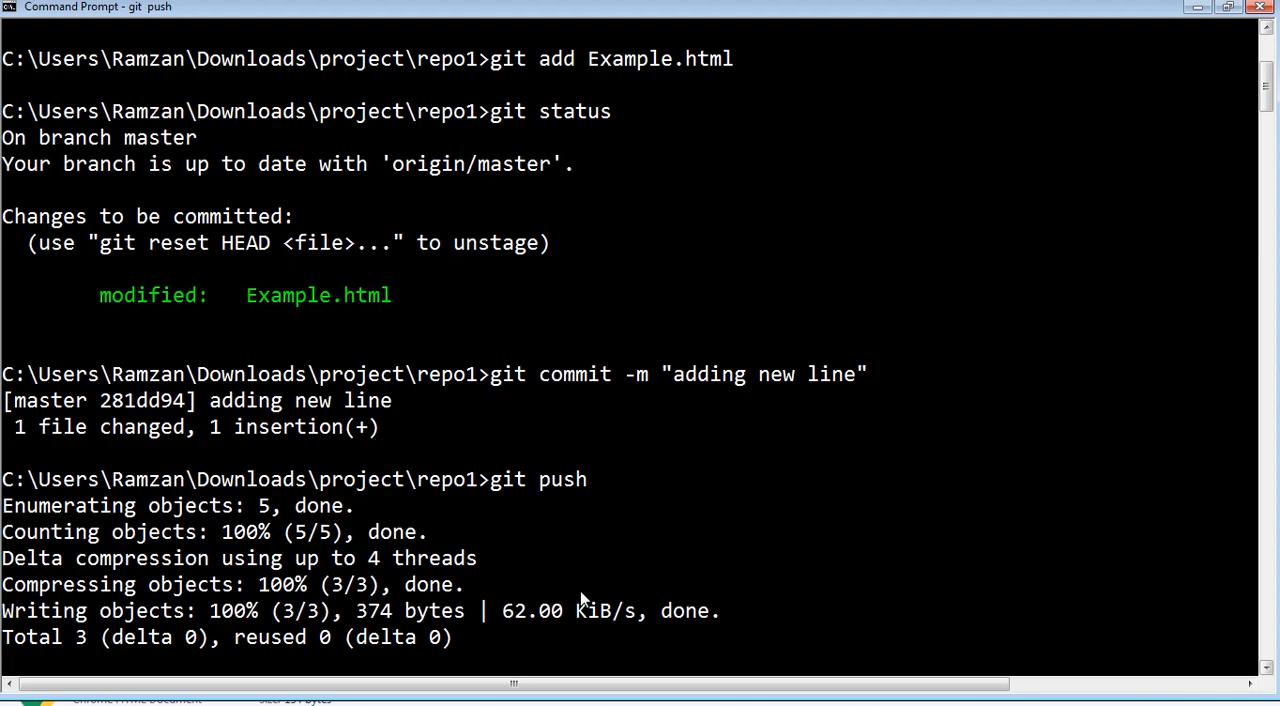 Command Prompt - git  push
C:\Users\Ramzan\Downloads\project\repo1>git add Example.html
C:\Users\Ramzan\Downloads\project\repo1>git status
On branch master
Your branch is up to date with 'origin/master'.
Changes to be committed:
  (use "git reset HEAD <file>..." to unstage)
        modified:   Example.html
C:\Users\Ramzan\Downloads\project\repo1>git commit -m "adding new line"
[master 281dd94] adding new line
 1 file changed, 1 insertion(+)
C:\Users\Ramzan\Downloads\project\repo1>git push
Enumerating objects: 5, done.
Counting objects: 100% (5/5), done.
Delta compression using up to 4 threads
Compressing objects: 100% (3/3), done.
Writing objects: 100% (3/3), 374 bytes | 62.00 KiB/s, done.
Total 3 (delta 0), reused 0 (delta 0)